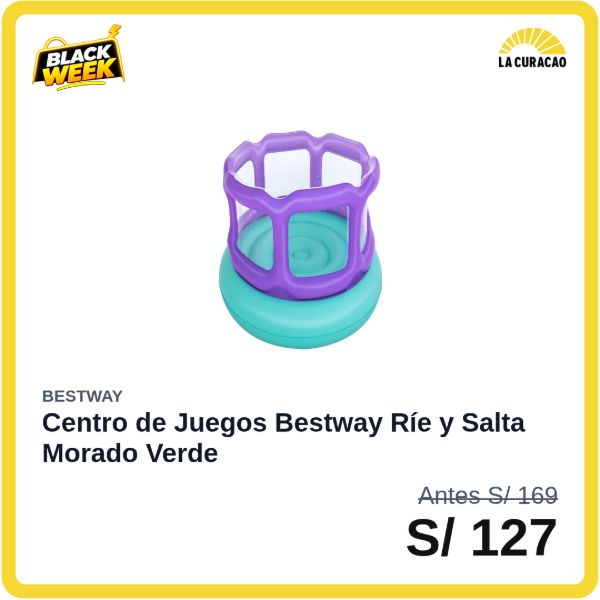 BLACK
WEEK
LA CURACAO
BESTWAY
Centro de Juegos Bestway Ríe y Salta
Morado Verde
Antes S/ 169
S/ 127